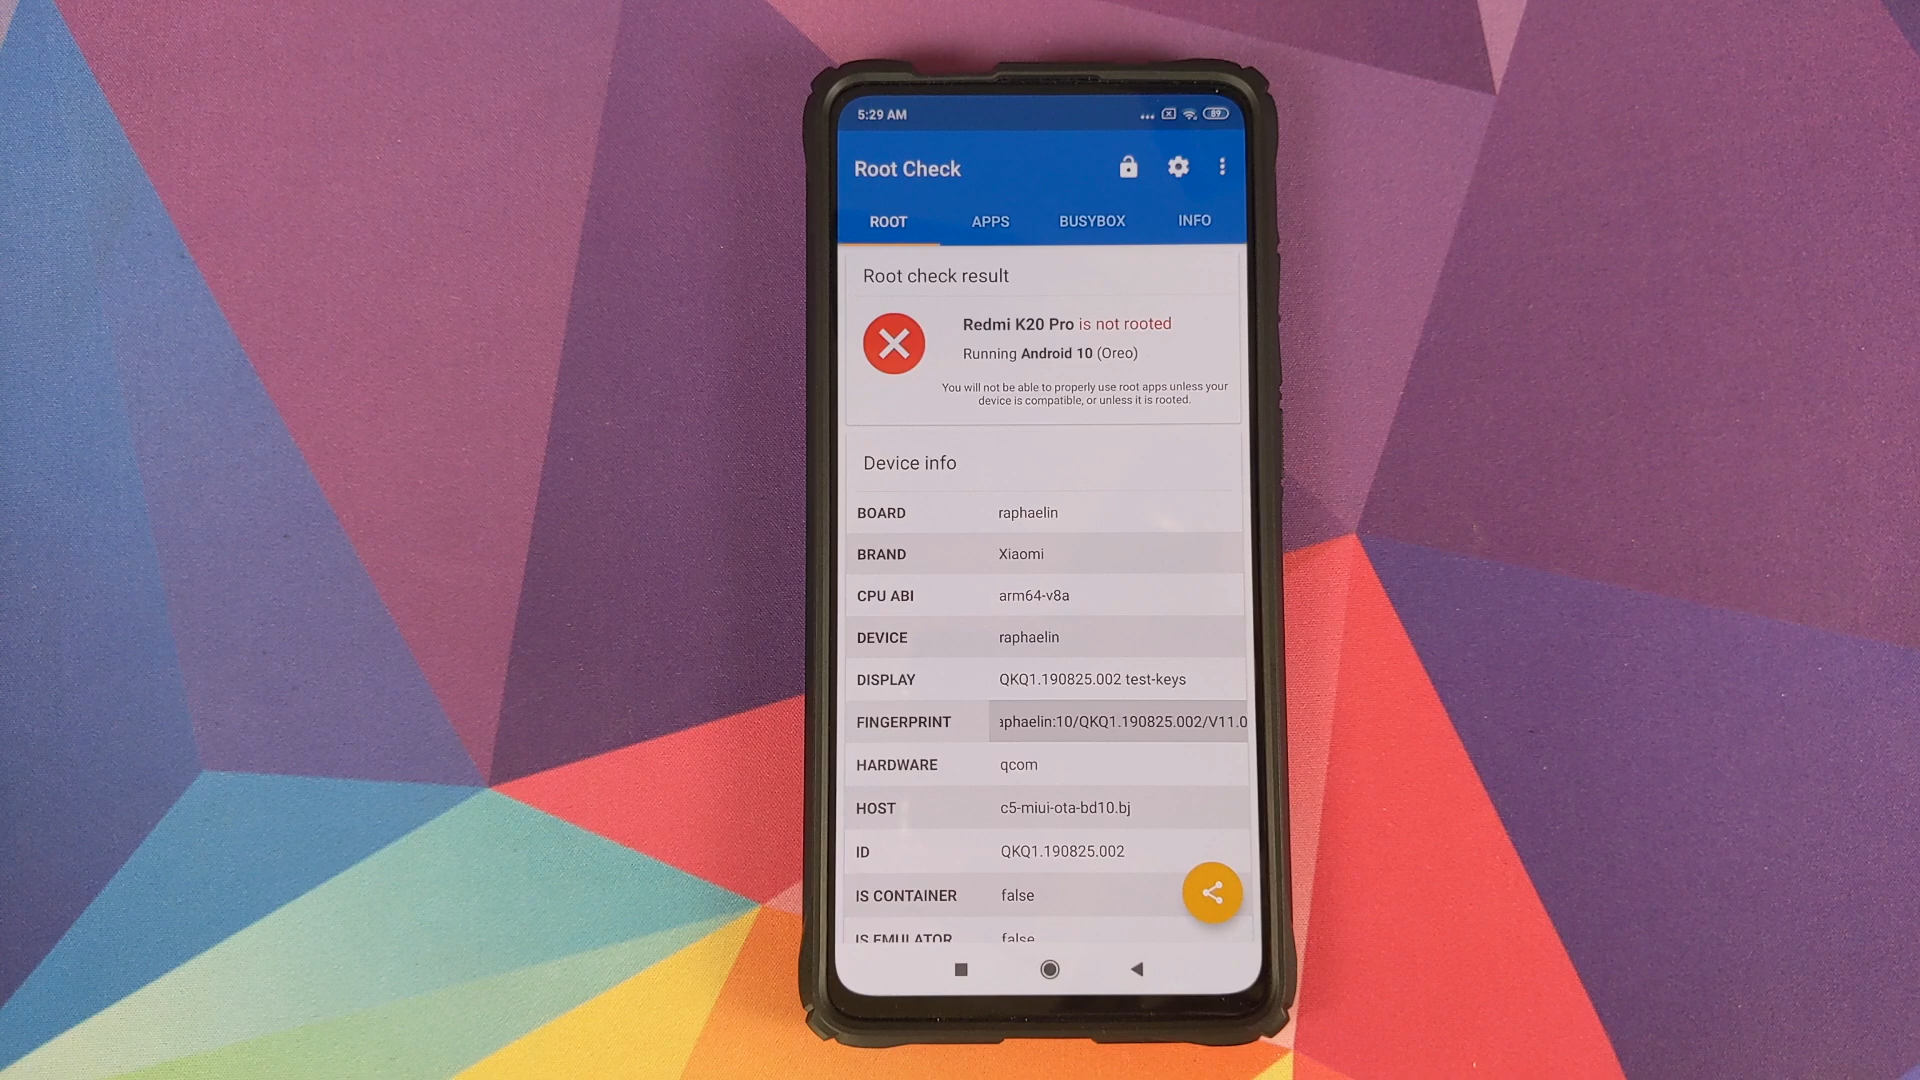 5:29 AM
89
Root Check
ROOT APPS BUSYBOX INFO
Root check result
Redmi K20 Pro is not rooted
Running Android 10 (Oreo)
You will not be able to properly use root apps unless your
device is compatible, or unless it is rooted.
Device info
BOARD raphaelin
BRAND Xiaomi
CPU ABI arm64-v8a
DEVICE raphaelin
DISPLAY QKQ1.190825.002 test-keys
FINGERPRINT aphaelin:10/QKQ1.190825.002/V11.0
HARDWARE qcom
HOST c5-miui-ota-bd10.bj
ID QKQ1.190825.002
IS CONTAINER false
IS EMULATOR false